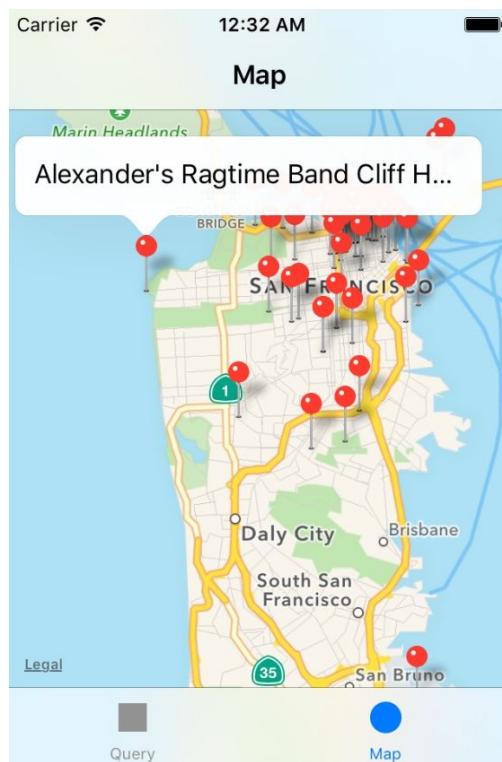 Carrier 12:32 AM
Map
Marin Headlands
Alexander's Ragtime Band Cliff H...
BRIDGE
SAN FRANCISCO
1
Daly City
Brisbane
South San
Francisco
Legal
35
San Bruno
Query Map